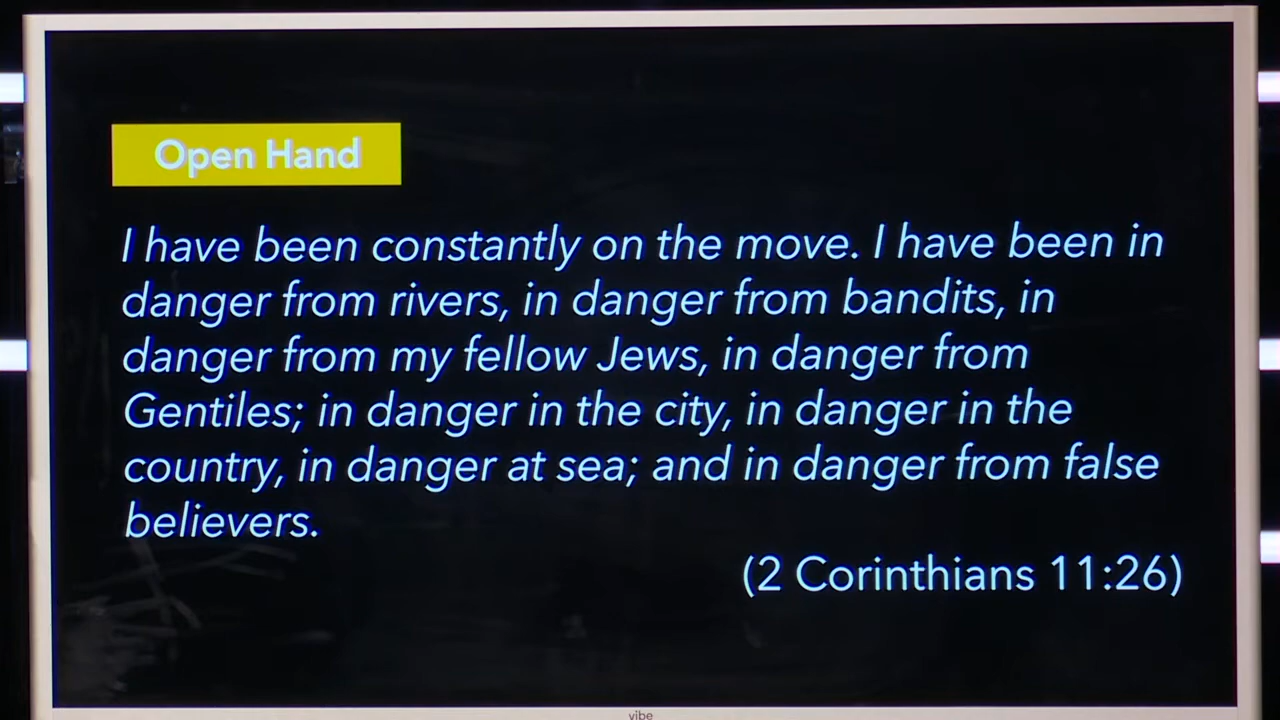 Open Hand
I have been constantly on the move. I have been in
danger from rivers, in danger from bandits, in
danger from my fellow Jews, in danger from
Gentiles; in danger in the city, in danger in the
country, in danger at sea; and in danger from false
believers.
(2 Corinthians 11:26)
vibe